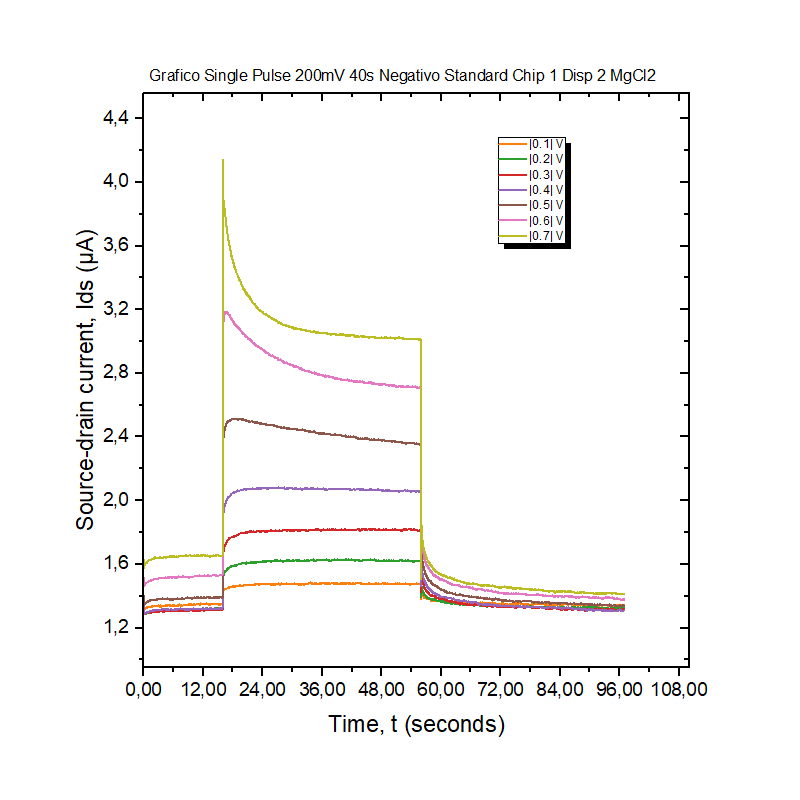 Grafico Single Pulse 200mV 40s Negativo Standard Chip 1 Disp 2 MgCl2
4,4
4,0
3,6
3,2
2,8
2,4
2,0
1,6
1,2
Source-drain current, Ids (µA)
|0.1| V
|0.2| V
|0.3| V
|0.4| V
|0.5| V
|0.6| V
|0.7| V
0,00 12,00 24,00 36,00 48,00 60,00 72,00 84,00 96,00 108,00
Time, t (seconds)